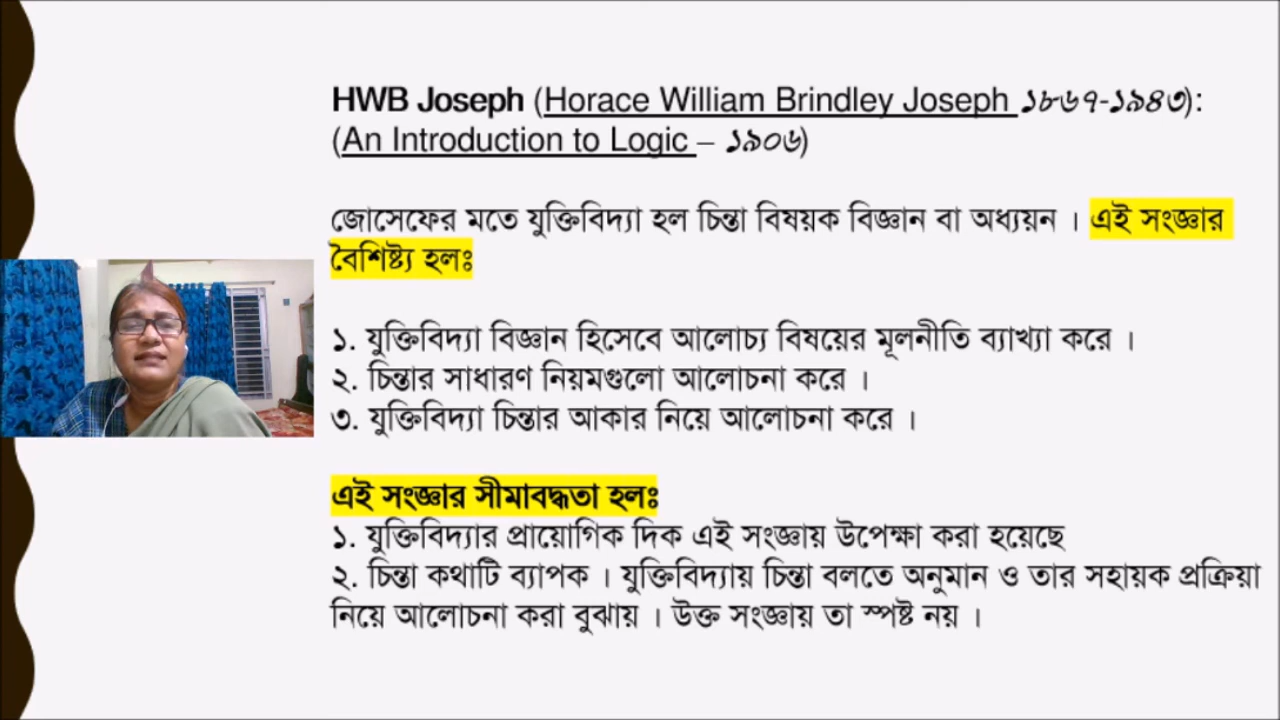 HWB Joseph (Horace William Brindley Joseph ১৮৬৭-১৯৪৩):
(An Introduction to Logic – ১৯০৬)
জোসেফের মতে যুক্তিবিদ্যা হল চিন্তা বিষয়ক বিজ্ঞান বা অধ্যয়ন । এই সংজ্ঞার
বৈশিষ্ট্য হলঃ
১. যুক্তিবিদ্যা বিজ্ঞান হিসেবে আলোচ্য বিষয়ের মূলনীতি ব্যাখ্যা করে ।
২. চিন্তার সাধারণ নিয়মগুলো আলোচনা করে ।
৩. যুক্তিবিদ্যা চিন্তার আকার নিয়ে আলোচনা করে ।
এই সংজ্ঞার সীমাবদ্ধতা হলঃ
১. যুক্তিবিদ্যার প্রায়োগিক দিক এই সংজ্ঞায় উপেক্ষা করা হয়েছে
২. চিন্তা কথাটি ব্যাপক । যুক্তিবিদ্যায় চিন্তা বলতে অনুমান ও তার সহায়ক প্রক্রিয়া
নিয়ে আলোচনা করা বুঝায় । উক্ত সংজ্ঞায় তা স্পষ্ট নয় ।